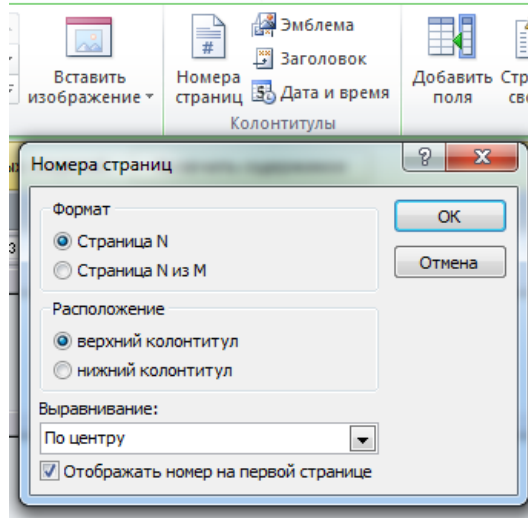 Эмблема
Заголовок
Дата и время
Вставить изображение
Номера страниц
Добавить поля
Колонтитулы
Номера страниц
Формат
Страница N
Страница N из M
Расположение
верхний колонтитул
нижний колонтитул
Выравнивание:
По центру
Отображать номер на первой странице
ОК
Отмена